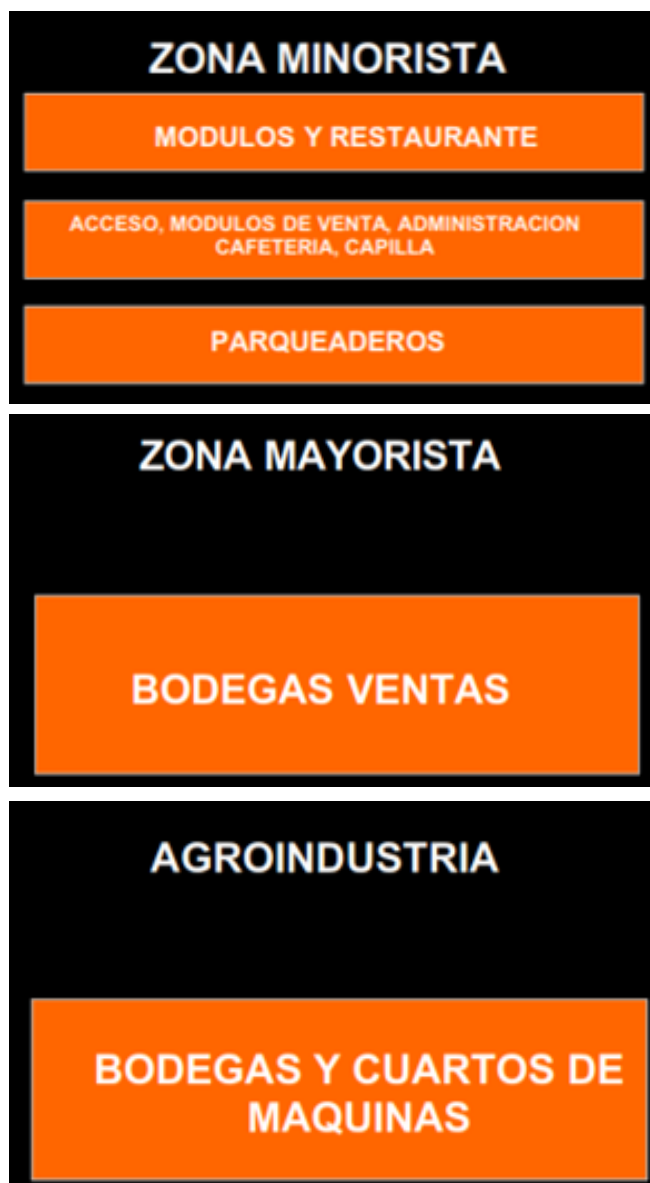 ZONA MINORISTA
MODULOS Y RESTAURANTE
ACCESO, MODULOS DE VENTA, ADMINISTRACION
CAFETERIA, CAPILLA
PARQUEADEROS
ZONA MAYORISTA
BODEGAS VENTAS
AGROINDUSTRIA
BODEGAS Y CUARTOS DE
MAQUINAS